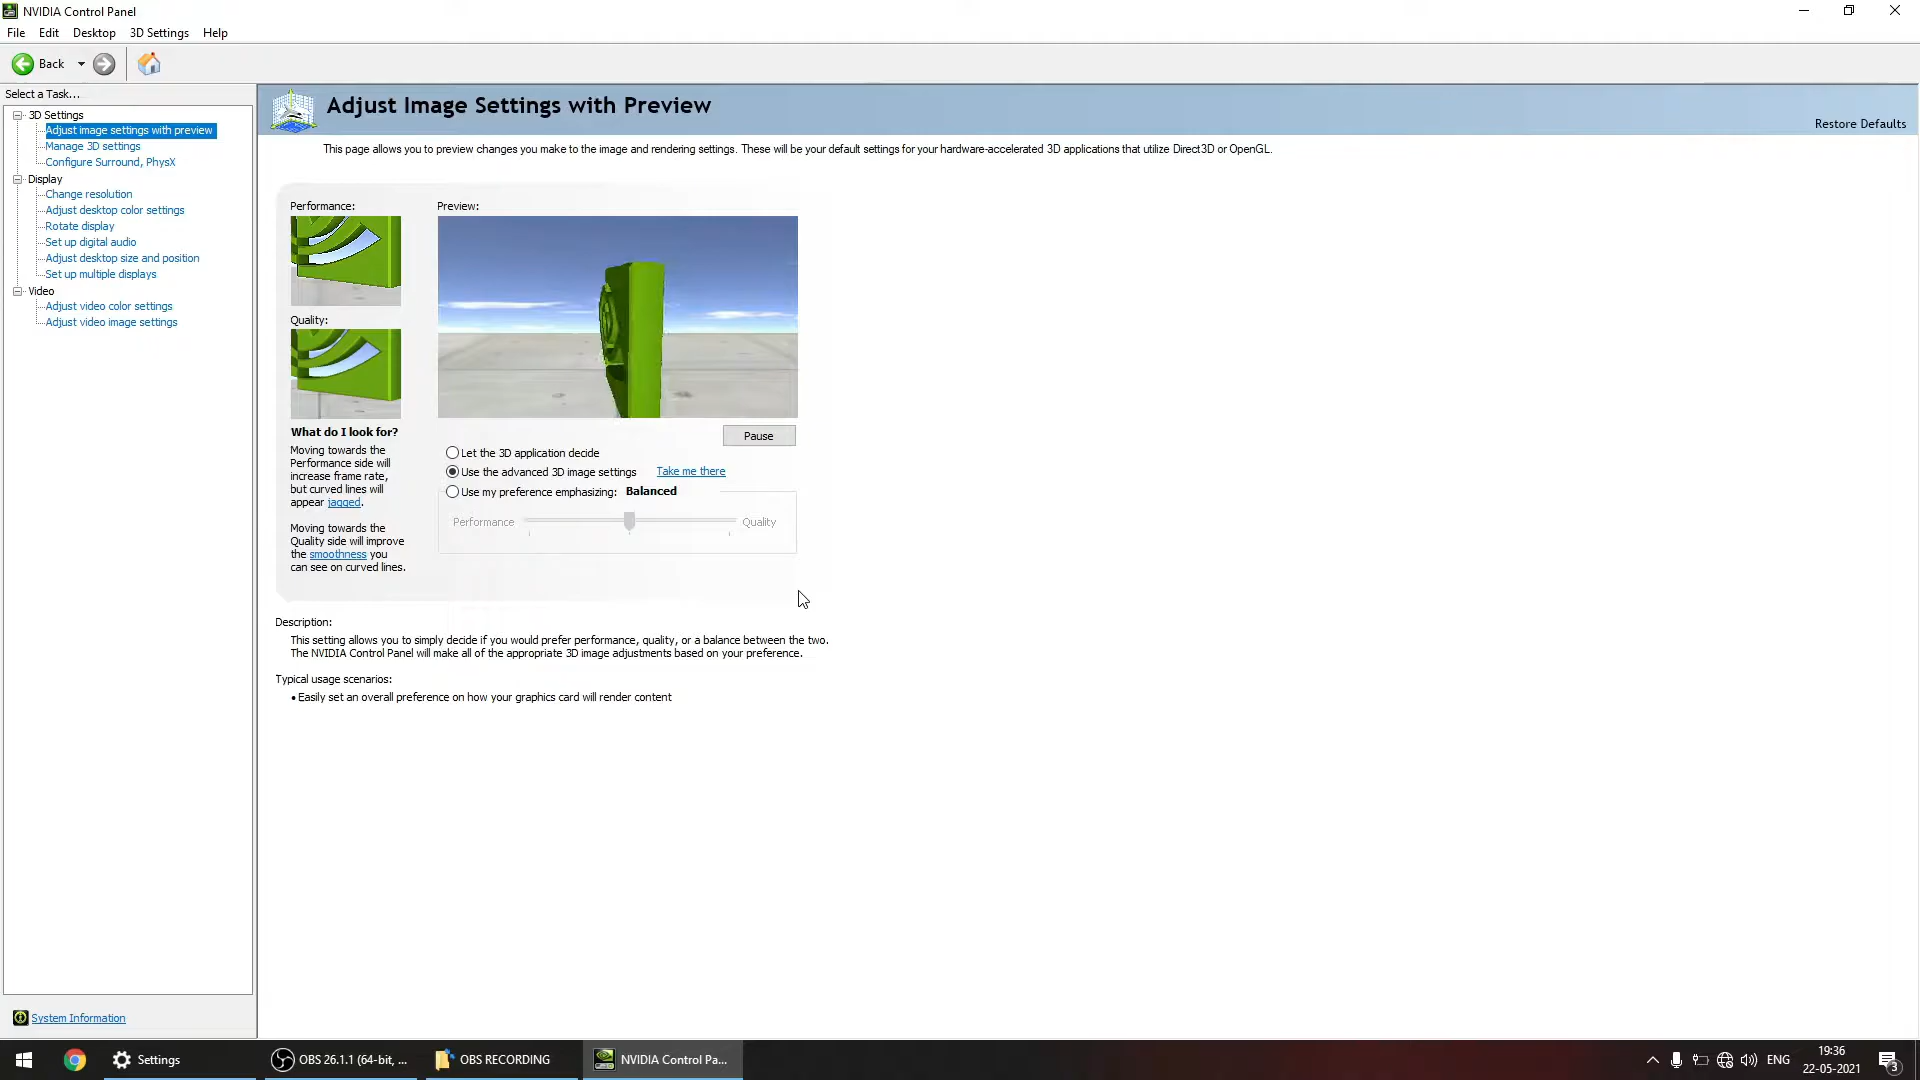 NVIDIA Control Panel
File Edit Desktop 3D Settings Help
Back
Select a Task...
3D Settings
Adjust image settings with preview
Manage 3D settings
Configure Surround, PhysX
Display
Change resolution
Adjust desktop color settings
Rotate display
Set up digital audio
Adjust desktop size and position
Set up multiple displays
Video
Adjust video color settings
Adjust video image settings
System Information
Adjust Image Settings with Preview
Restore Defaults
This page allows you to preview changes you make to the image and rendering settings. These will be your default settings for your hardware-accelerated 3D applications that utilize Direct3D or OpenGL.
Performance:
Quality:
What do I look for?
Moving towards the
Performance side will
increase frame rate,
but curved lines will
appear jagged.
Moving towards the
Quality side will improve
the smoothness you
can see on curved lines.
Preview:
Pause
Let the 3D application decide
Use the advanced 3D image settings Take me there
Use my preference emphasizing: Balanced
Performance Quality
Description:
This setting allows you to simply decide if you would prefer performance, quality, or a balance between the two.
The NVIDIA Control Panel will make all of the appropriate 3D image adjustments based on your preference.
Typical usage scenarios:
• Easily set an overall preference on how your graphics card will render content
Settings OBS 26.1.1 (64-bit, ... OBS RECORDING NVIDIA Control Pa... ENG
19:36
22-05-2021
3